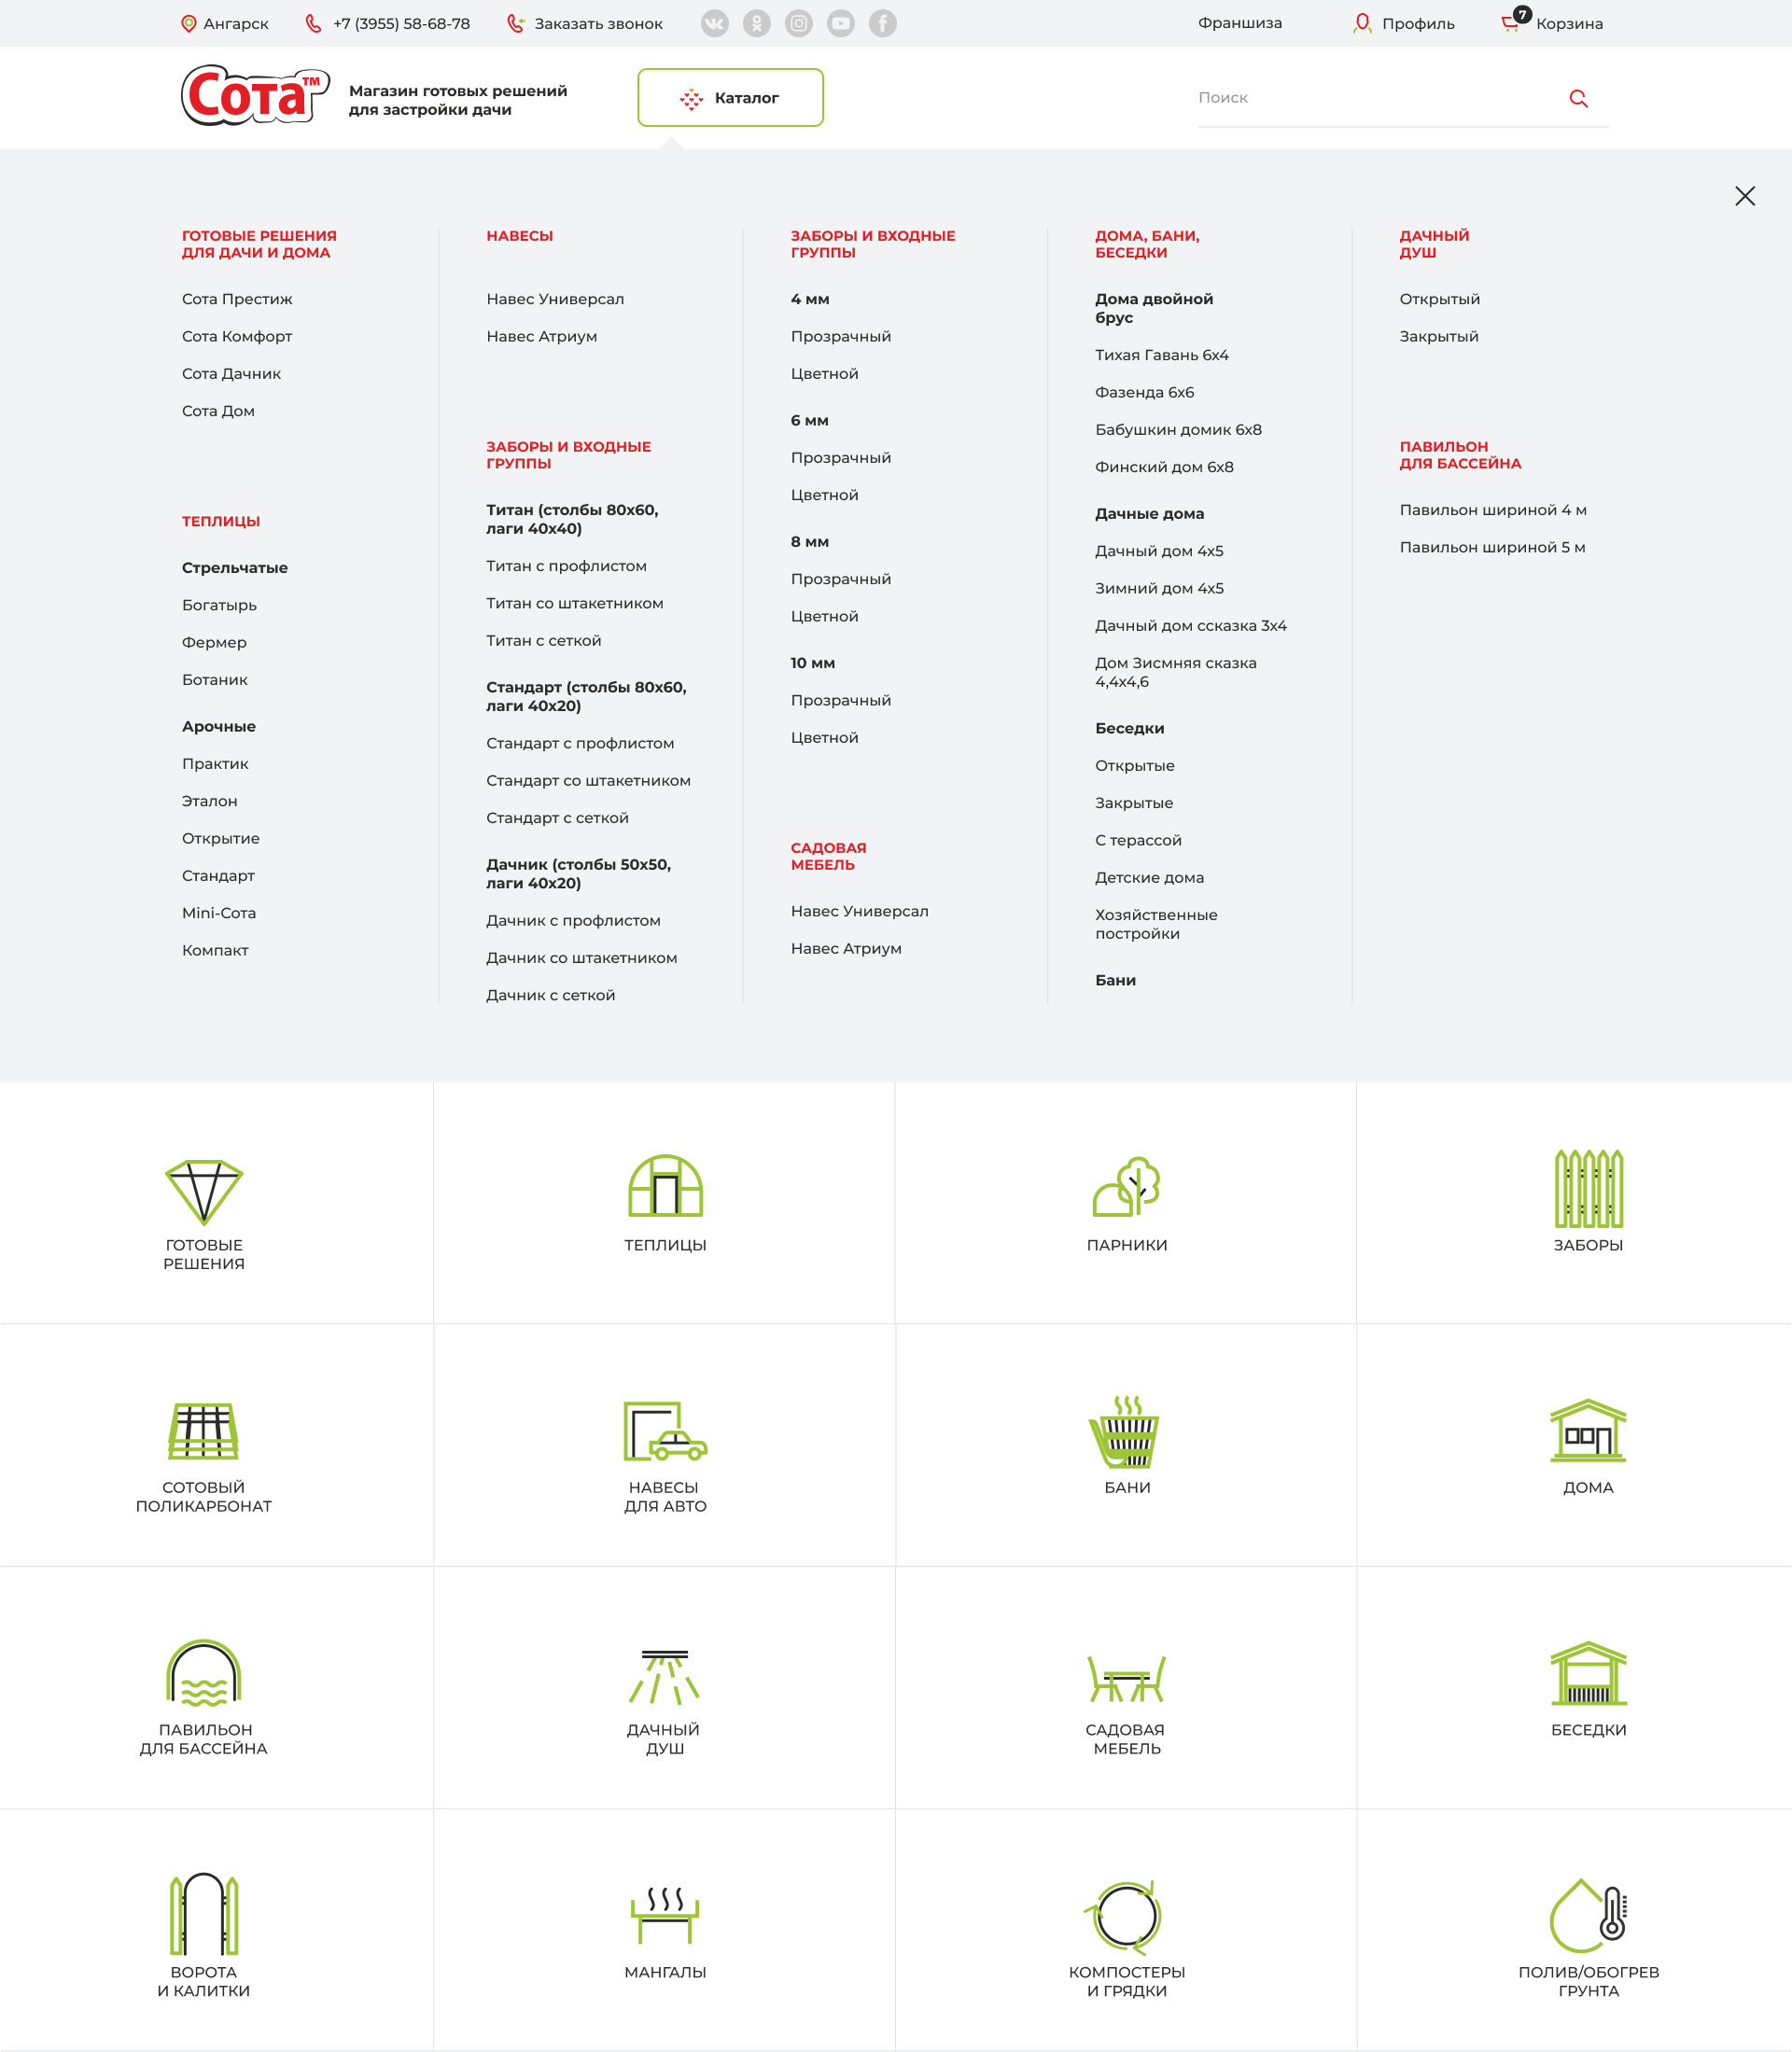 Ангарск
+7 (3955) 58-68-78
Заказать звонок
Франшиза
Профиль
7
Корзина
Сота™
Магазин готовых решений
для застройки дачи
Каталог
Поиск
ГОТОВЫЕ РЕШЕНИЯ
ДЛЯ ДАЧИ И ДОМА
Сота Престиж
Сота Комфорт
Сота Дачник
Сота Дом
ТЕПЛИЦЫ
Стрельчатые
Богатырь
Фермер
Ботаник
Арочные
Практик
Эталон
Открытие
Стандарт
Mini-Сота
Компакт
НАВЕСЫ
Навес Универсал
Навес Атриум
ЗАБОРЫ И ВХОДНЫЕ
ГРУППЫ
Титан (столбы 80х60,
лаги 40х40)
Титан с профлистом
Титан со штакетником
Титан с сеткой
Стандарт (столбы 80х60,
лаги 40х20)
Стандарт с профлистом
Стандарт со штакетником
Стандарт с сеткой
Дачник (столбы 50х50,
лаги 40х20)
Дачник с профлистом
Дачник со штакетником
Дачник с сеткой
ЗАБОРЫ И ВХОДНЫЕ
ГРУППЫ
4 мм
Прозрачный
Цветной
6 мм
Прозрачный
Цветной
8 мм
Прозрачный
Цветной
10 мм
Прозрачный
Цветной
САДОВАЯ
МЕБЕЛЬ
Навес Универсал
Навес Атриум
ДОМА, БАНИ,
БЕСЕДКИ
Дома двойной
брус
Тихая Гавань 6х4
Фазенда 6х6
Бабушкин домик 6х8
Финский дом 6х8
Дачные дома
Дачный дом 4х5
Зимний дом 4х5
Дачный дом ссказка 3х4
Дом Зисмняя сказка
4,4х4,6
Беседки
Открытые
Закрытые
С терассой
Детские дома
Хозяйственные
постройки
Бани
ДАЧНЫЙ
ДУШ
Открытый
Закрытый
ПАВИЛЬОН
ДЛЯ БАССЕЙНА
Павильон шириной 4 м
Павильон шириной 5 м
ГОТОВЫЕ
РЕШЕНИЯ
ТЕПЛИЦЫ
ПАРНИКИ
ЗАБОРЫ
СОТОВЫЙ
ПОЛИКАРБОНАТ
НАВЕСЫ
ДЛЯ АВТО
БАНИ
ДОМА
ПАВИЛЬОН
ДЛЯ БАССЕЙНА
ДАЧНЫЙ
ДУШ
САДОВАЯ
МЕБЕЛЬ
БЕСЕДКИ
ВОРОТА
И КАЛИТКИ
МАНГАЛЫ
КОМПОСТЕРЫ
И ГРЯДКИ
ПОЛИВ/ОБОГРЕВ
ГРУНТА